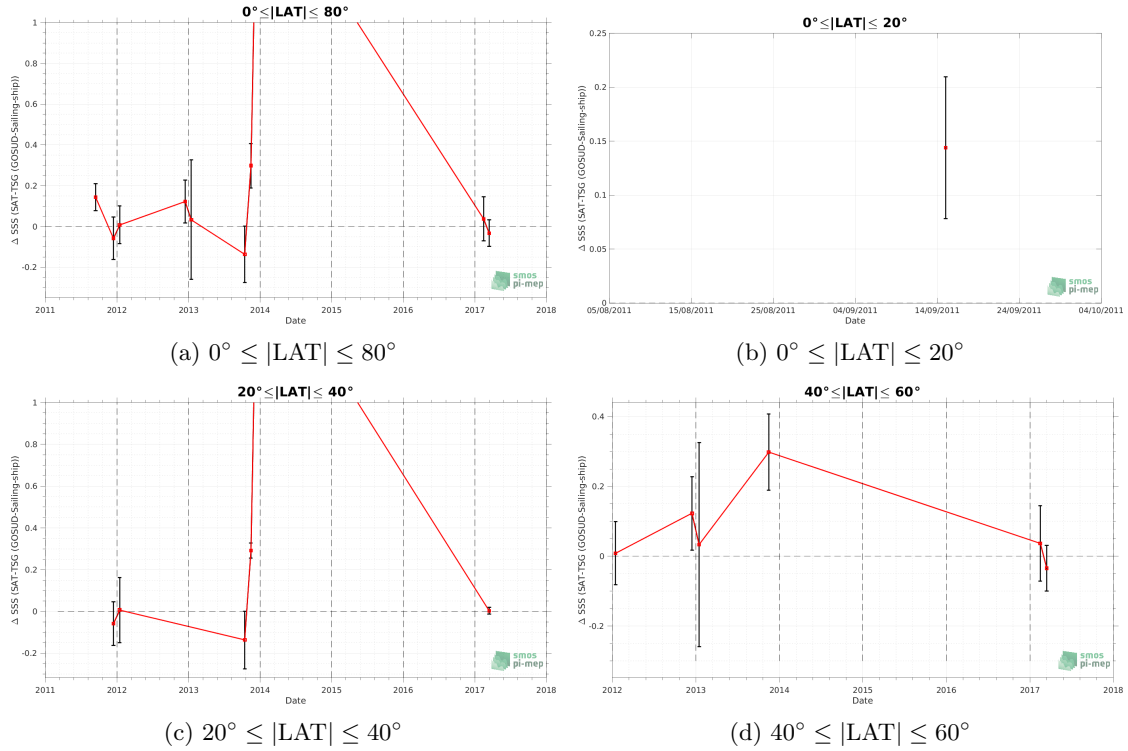 0°≤|LAT|≤ 80°
Δ SSS (SAT-TSG (GOSUD-Sailing-ship))
1
0.8
0.6
0.4
0.2
0
-0.2
2011 2012 2013 2014 2015 2016 2017 2018
Date
smos
pi-mep
(a) 0° ≤ |LAT| ≤ 80°
0°≤|LAT|≤ 20°
Δ SSS (SAT-TSG (GOSUD-Sailing-ship))
0.25
0.2
0.15
0.1
0.05
0
05/08/2011 15/08/2011 25/08/2011 04/09/2011 14/09/2011 24/09/2011 04/10/2011
Date
smos
pi-mep
(b) 0° ≤ |LAT| ≤ 20°
20°≤|LAT|≤ 40°
Δ SSS (SAT-TSG (GOSUD-Sailing-ship))
1
0.8
0.6
0.4
0.2
0
-0.2
2011 2012 2013 2014 2015 2016 2017 2018
Date
smos
pi-mep
(c) 20° ≤ |LAT| ≤ 40°
40°≤|LAT|≤ 60°
Δ SSS (SAT-TSG (GOSUD-Sailing-ship))
0.4
0.2
0
-0.2
2012 2013 2014 2015 2016 2017 2018
Date
smos
pi-mep
(d) 40° ≤ |LAT| ≤ 60°